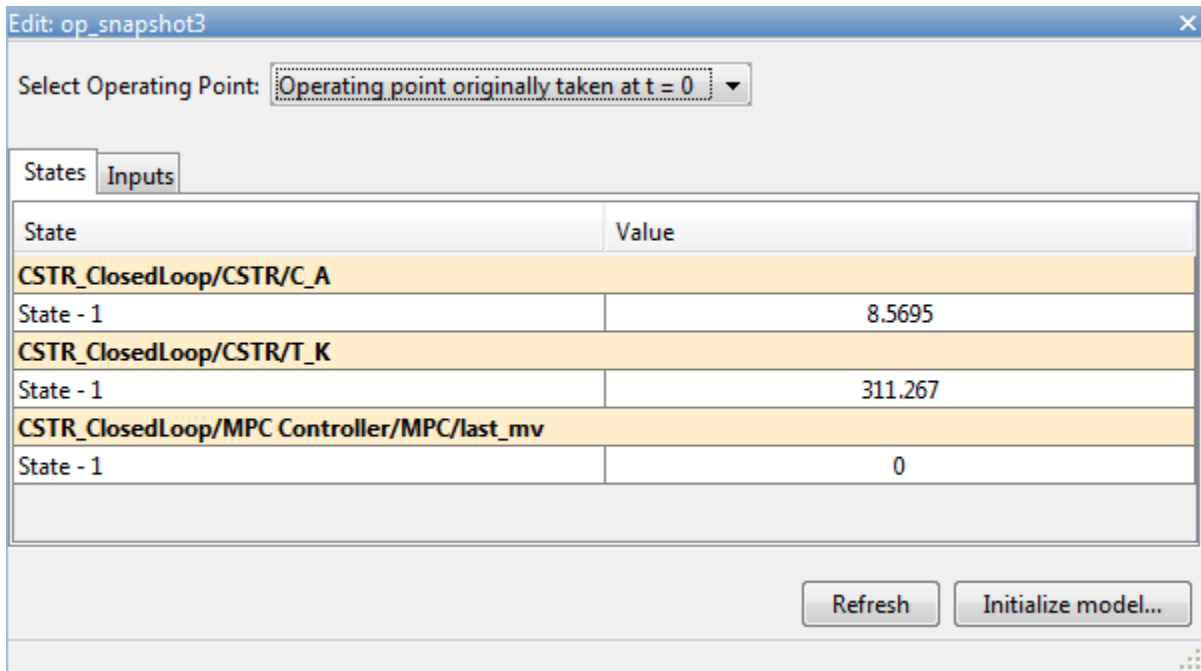 Edit: op_snapshot3
Select Operating Point: Operating point originally taken at t = 0
States Inputs
State Value
CSTR_ClosedLoop/CSTR/C_A
State - 1 8.5695
CSTR_ClosedLoop/CSTR/T_K
State - 1 311.267
CSTR_ClosedLoop/MPC Controller/MPC/last_mv
State - 1 0
Refresh Initialize model...